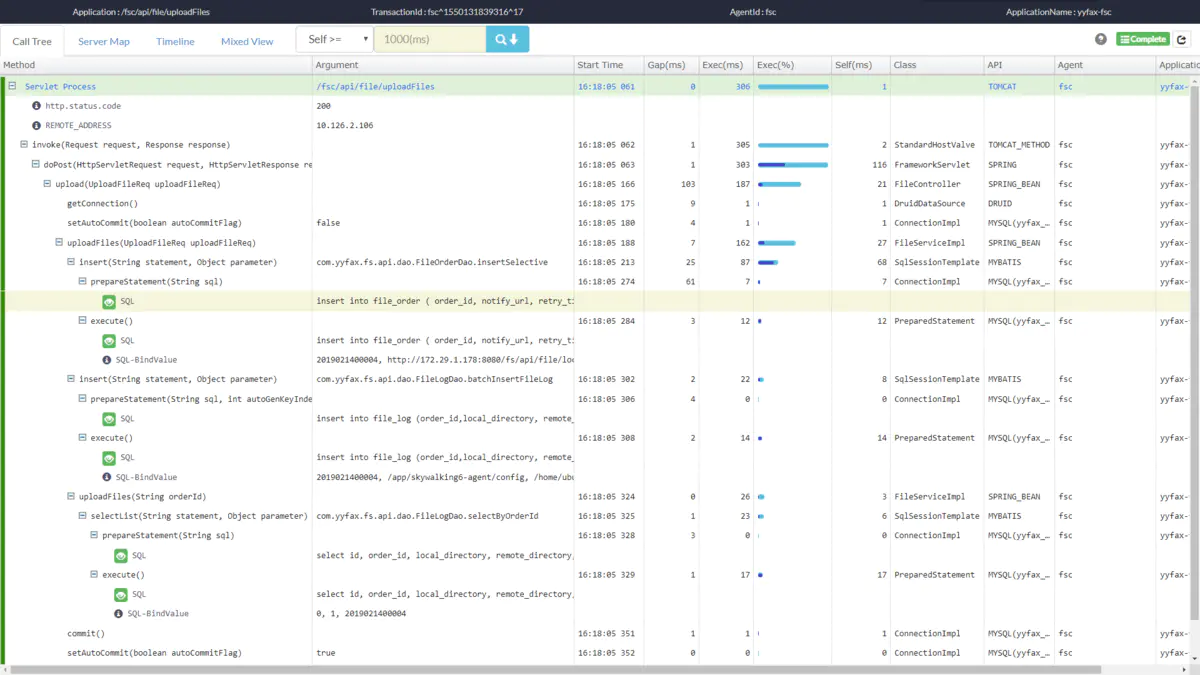 Application : /fsc/api/file/uploadFiles TransactionId : fsc^1550131839316^17 AgentId : fsc ApplicationName : yyfax-fsc
Call Tree Server Map Timeline Mixed View Self >= 1000(ms) Complete
Method Argument Start Time Gap(ms) Exec(ms) Exec(%) Self(ms) Class API Agent Applicatio
Servlet Process /fsc/api/file/uploadFiles 16:18:05 061 0 306 1 TOMCAT fsc yyfax-
http.status.code 200
REMOTE_ADDRESS 10.126.2.106
invoke(Request request, Response response) 16:18:05 062 1 305 2 StandardHostValve TOMCAT_METHOD fsc yyfax-
doPost(HttpServletRequest request, HttpServletResponse re 16:18:05 063 1 303 116 FrameworkServlet SPRING fsc yyfax-
upload(UploadFileReq uploadFileReq) 16:18:05 166 103 187 21 FileController SPRING_BEAN fsc yyfax-
getConnection() 16:18:05 175 9 1 1 DruidDataSource DRUID fsc yyfax-
setAutoCommit(boolean autoCommitFlag) false 16:18:05 180 4 1 1 ConnectionImpl MYSQL(yyfax_… fsc yyfax-
uploadFiles(UploadFileReq uploadFileReq) 16:18:05 188 7 162 27 FileServiceImpl SPRING_BEAN fsc yyfax-
insert(String statement, Object parameter) com.yyfax.fs.api.dao.FileOrderDao.insertSelective 16:18:05 213 25 87 68 SqlSessionTemplate MYBATIS fsc yyfax-
prepareStatement(String sql) 16:18:05 274 61 7 7 ConnectionImpl MYSQL(yyfax_… fsc yyfax-
SQL insert into file_order ( order_id, notify_url, retry_ti
execute() 16:18:05 284 3 12 12 PreparedStatement MYSQL(yyfax_… fsc yyfax-
SQL insert into file_order ( order_id, notify_url, retry_ti
SQL-BindValue 2019021400004, http://172.29.1.178:8080/fs/api/file/loc
insert(String statement, Object parameter) com.yyfax.fs.api.dao.FileLogDao.batchInsertFileLog 16:18:05 302 2 22 8 SqlSessionTemplate MYBATIS fsc yyfax-
prepareStatement(String sql, int autoGenKeyInde 16:18:05 306 4 0 0 ConnectionImpl MYSQL(yyfax_… fsc yyfax-
SQL insert into file_log (order_id,local_directory, remote_
execute() 16:18:05 308 2 14 14 PreparedStatement MYSQL(yyfax_… fsc yyfax-
SQL insert into file_log (order_id,local_directory, remote_
SQL-BindValue 2019021400004, /app/skywalking6-agent/config, /home/ubu
uploadFiles(String orderId) 16:18:05 324 0 26 3 FileServiceImpl SPRING_BEAN fsc yyfax-
selectList(String statement, Object parameter) com.yyfax.fs.api.dao.FileLogDao.selectByOrderId 16:18:05 325 1 23 6 SqlSessionTemplate MYBATIS fsc yyfax-
prepareStatement(String sql) 16:18:05 328 3 0 0 ConnectionImpl MYSQL(yyfax_… fsc yyfax-
SQL select id, order_id, local_directory, remote_directory,
execute() 16:18:05 329 1 17 17 PreparedStatement MYSQL(yyfax_… fsc yyfax-
SQL select id, order_id, local_directory, remote_directory,
SQL-BindValue 0, 1, 2019021400004
commit() 16:18:05 351 1 1 1 ConnectionImpl MYSQL(yyfax_… fsc yyfax-
setAutoCommit(boolean autoCommitFlag) true 16:18:05 352 0 0 0 ConnectionImpl MYSQL(yyfax_… fsc yyfax-